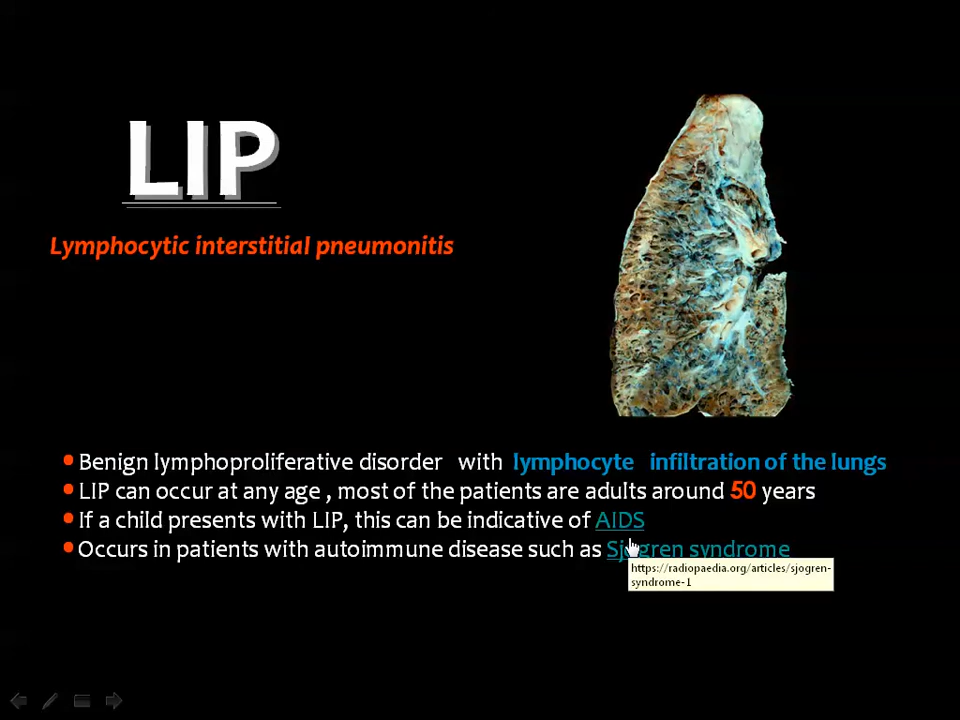 LIP
Lymphocytic interstitial pneumonitis
Benign lymphoproliferative disorder with lymphocyte infiltration of the lungs
LIP can occur at any age , most of the patients are adults around 50 years
If a child presents with LIP, this can be indicative of AIDS
Occurs in patients with autoimmune disease such as Sjogren syndrome
https://radiopaedia.org/articles/sjogren-
syndrome-1